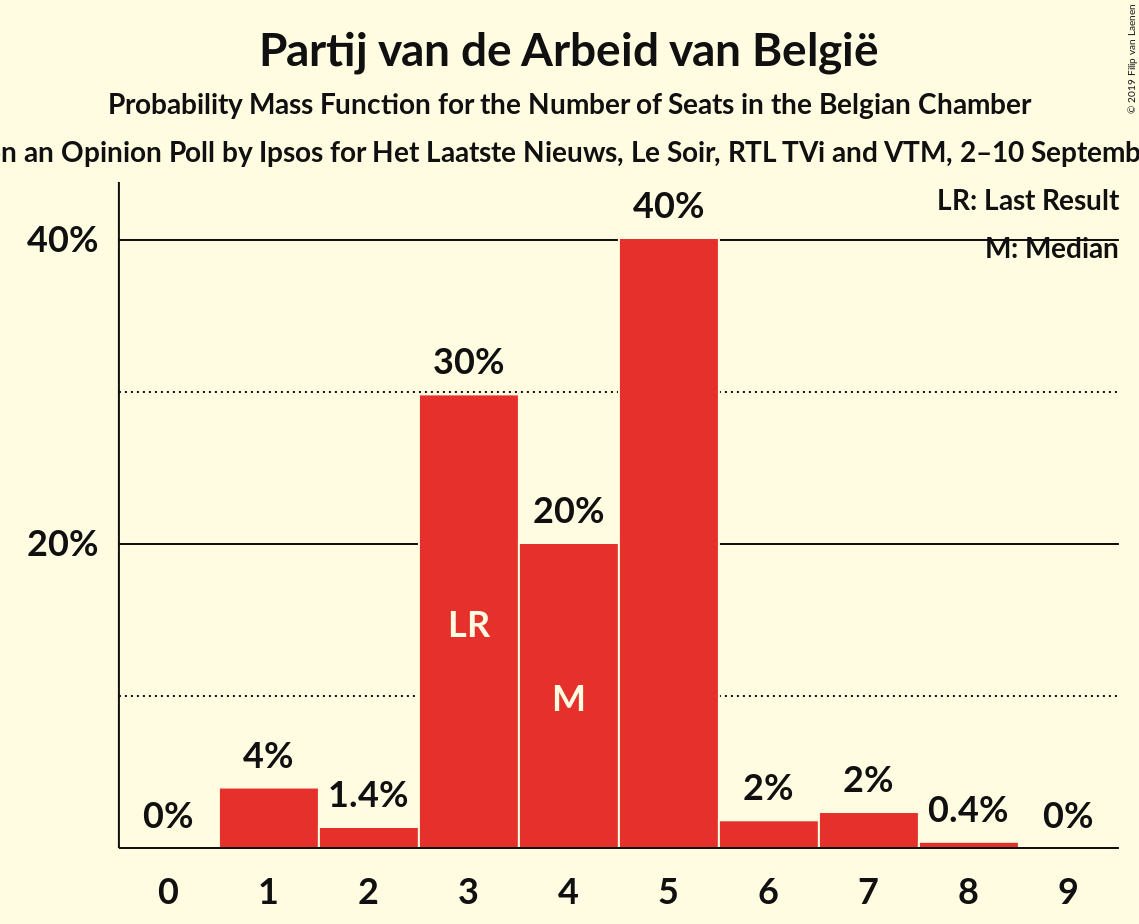 Partij van de Arbeid van België
Probability Mass Function for the Number of Seats in the Belgian Chamber
n an Opinion Poll by Ipsos for Het Laatste Nieuws, Le Soir, RTL TVi and VTM, 2–10 Septemb
© 2019 Filip van Laenen
LR: Last Result
M: Median
40%
20%
0%
4%
1.4%
30%
20%
40%
2%
2%
0.4%
0%
LR
M
0 1 2 3 4 5 6 7 8 9